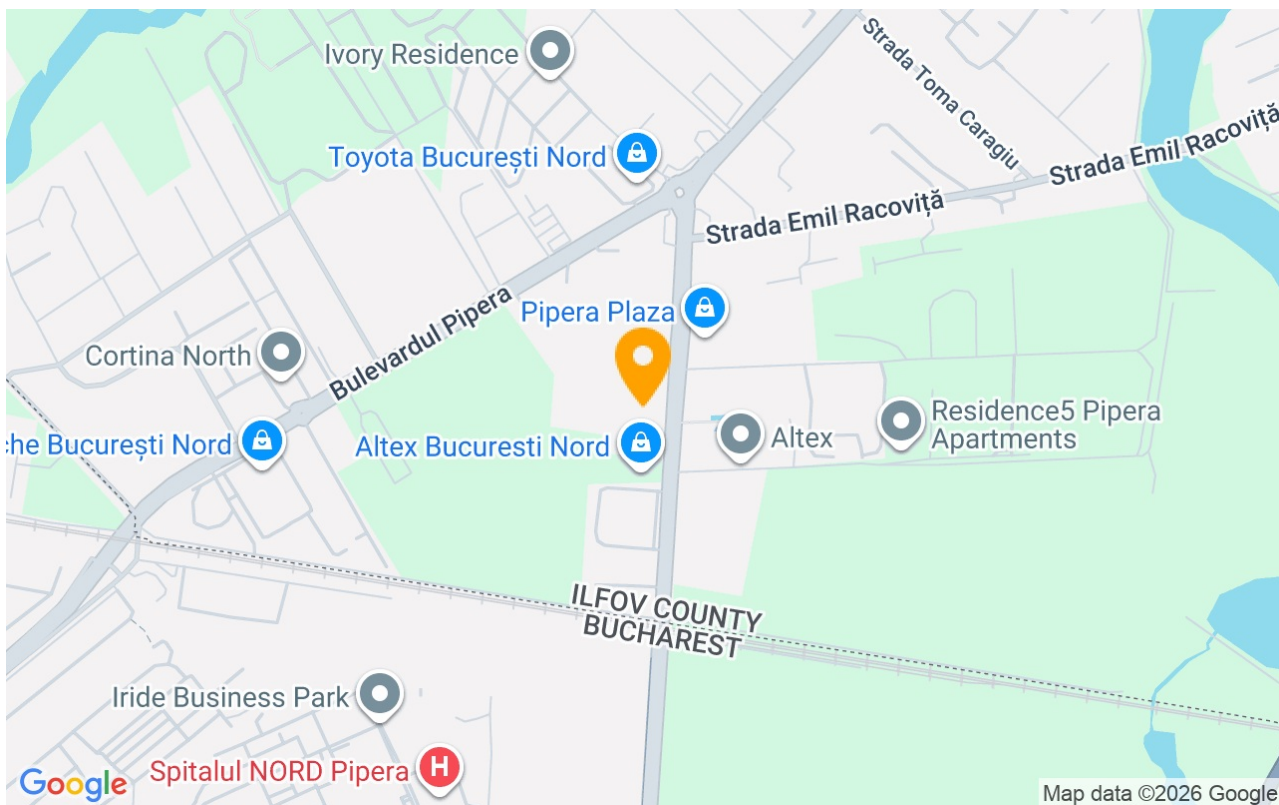 Ivory Residence
Strada Toma Caragiu
Toyota București Nord
Strada Emil Racoviță
Strada Emil Racoviță
Pipera Plaza
Bulevardul Pipera
Cortina North
che București Nord
Altex Bucuresti Nord
Altex
Residence5 Pipera
Apartments
ILFOV COUNTY
BUCHAREST
Iride Business Park
Spitalul NORD Pipera
H
Google
Map data ©2026 Google